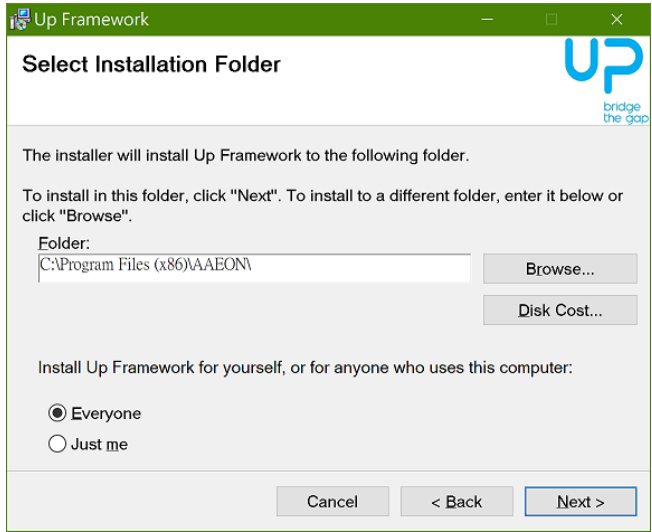 Up Framework
Select Installation Folder
UP
bridge
the gap
The installer will install Up Framework to the following folder.
To install in this folder, click "Next". To install to a different folder, enter it below or
click "Browse".
Folder:
C:\Program Files (x86)\AAEON\
Browse...
Disk Cost...
Install Up Framework for yourself, or for anyone who uses this computer:
Everyone
Just me
Cancel
< Back
Next >